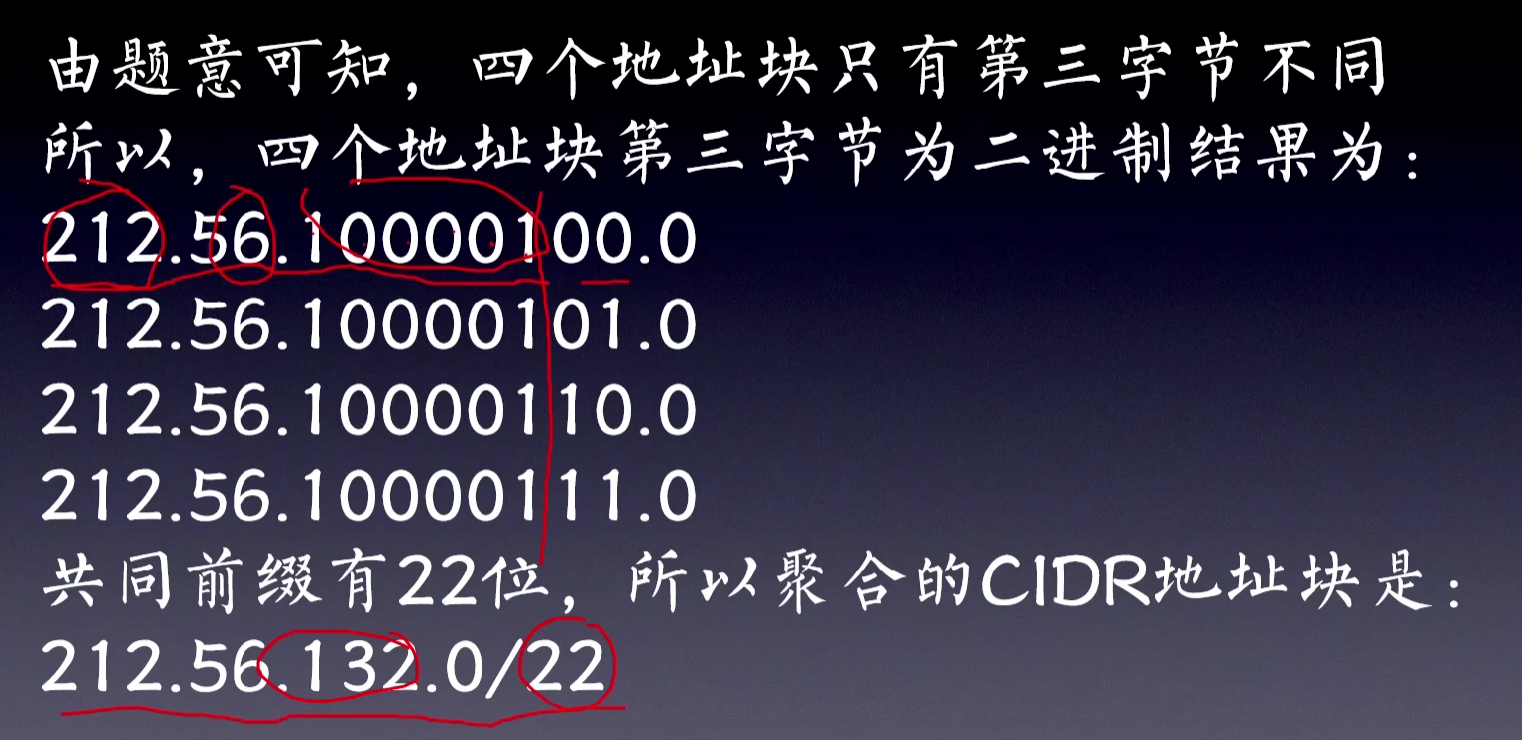 由题意可知，四个地址块只有第三字节不同
所以，四个地址块第三字节为二进制结果为：
212.56.10000100.0
212.56.10000101.0
212.56.10000110.0
212.56.10000111.0
共同前缀有22位，所以聚合的CIDR地址块是：
212.56.132.0/22